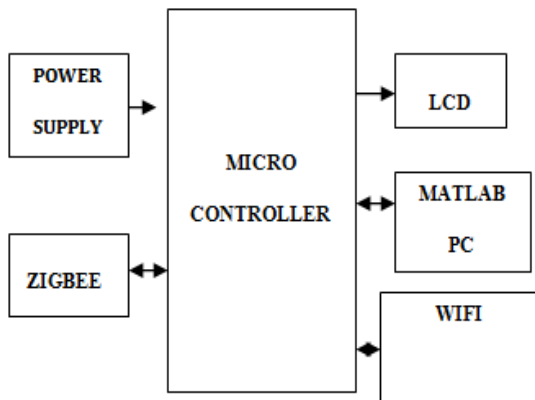 POWER
SUPPLY
ZIGBEE
MICRO
CONTROLLER
LCD
MATLAB
PC
WIFI